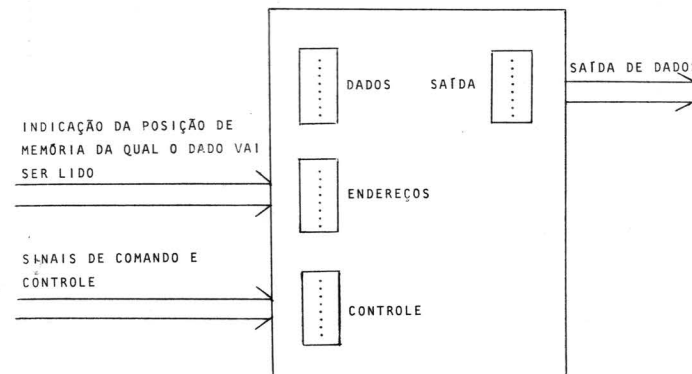 DADOS
SAÍDA
SAÍDA DE DADOS
INDICAÇÃO DA POSIÇÃO DE
MEMÓRIA DA QUAL O DADO VAI
SER LIDO
ENDEREÇOS
SINAIS DE COMANDO E
CONTROLE
CONTROLE